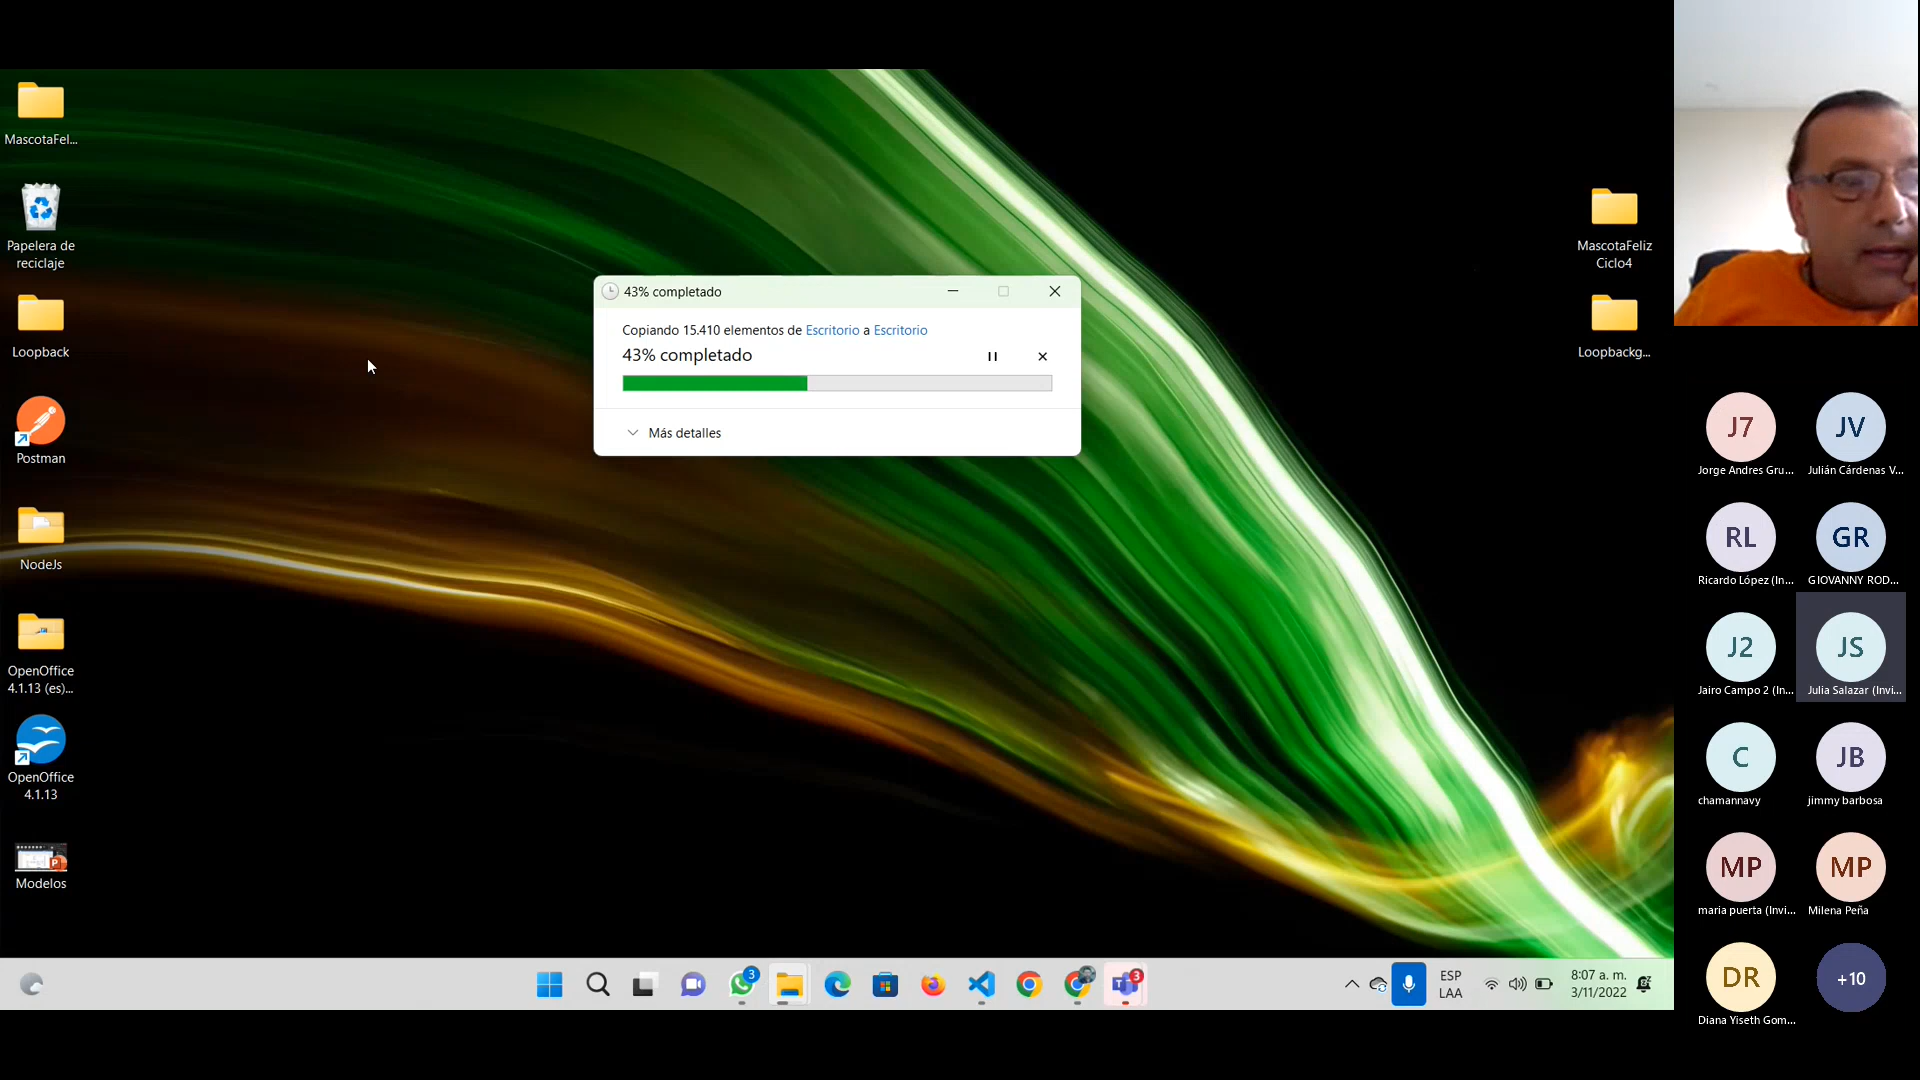 MascotaFel...
Papelera de
reciclaje
Loopback
Postman
NodeJs
OpenOffice
4.1.13 (es)...
OpenOffice
4.1.13
Modelos
43% completado
Copiando 15.410 elementos de Escritorio a Escritorio
43% completado
Más detalles
MascotaFeliz
Ciclo4
Loopbackg...
J7
Jorge Andres Gru...
JV
Julián Cárdenas V...
RL
Ricardo López (In...
GR
GIOVANNY ROD...
J2
Jairo Campo 2 (In...
JS
Julia Salazar (Invi...
C
chamannavy
JB
jimmy barbosa
MP
maria puerta (Invi...
MP
Milena Peña
DR
Diana Yiseth Gom...
+10
3
3
ESP
LAA
8:07 a. m.
3/11/2022